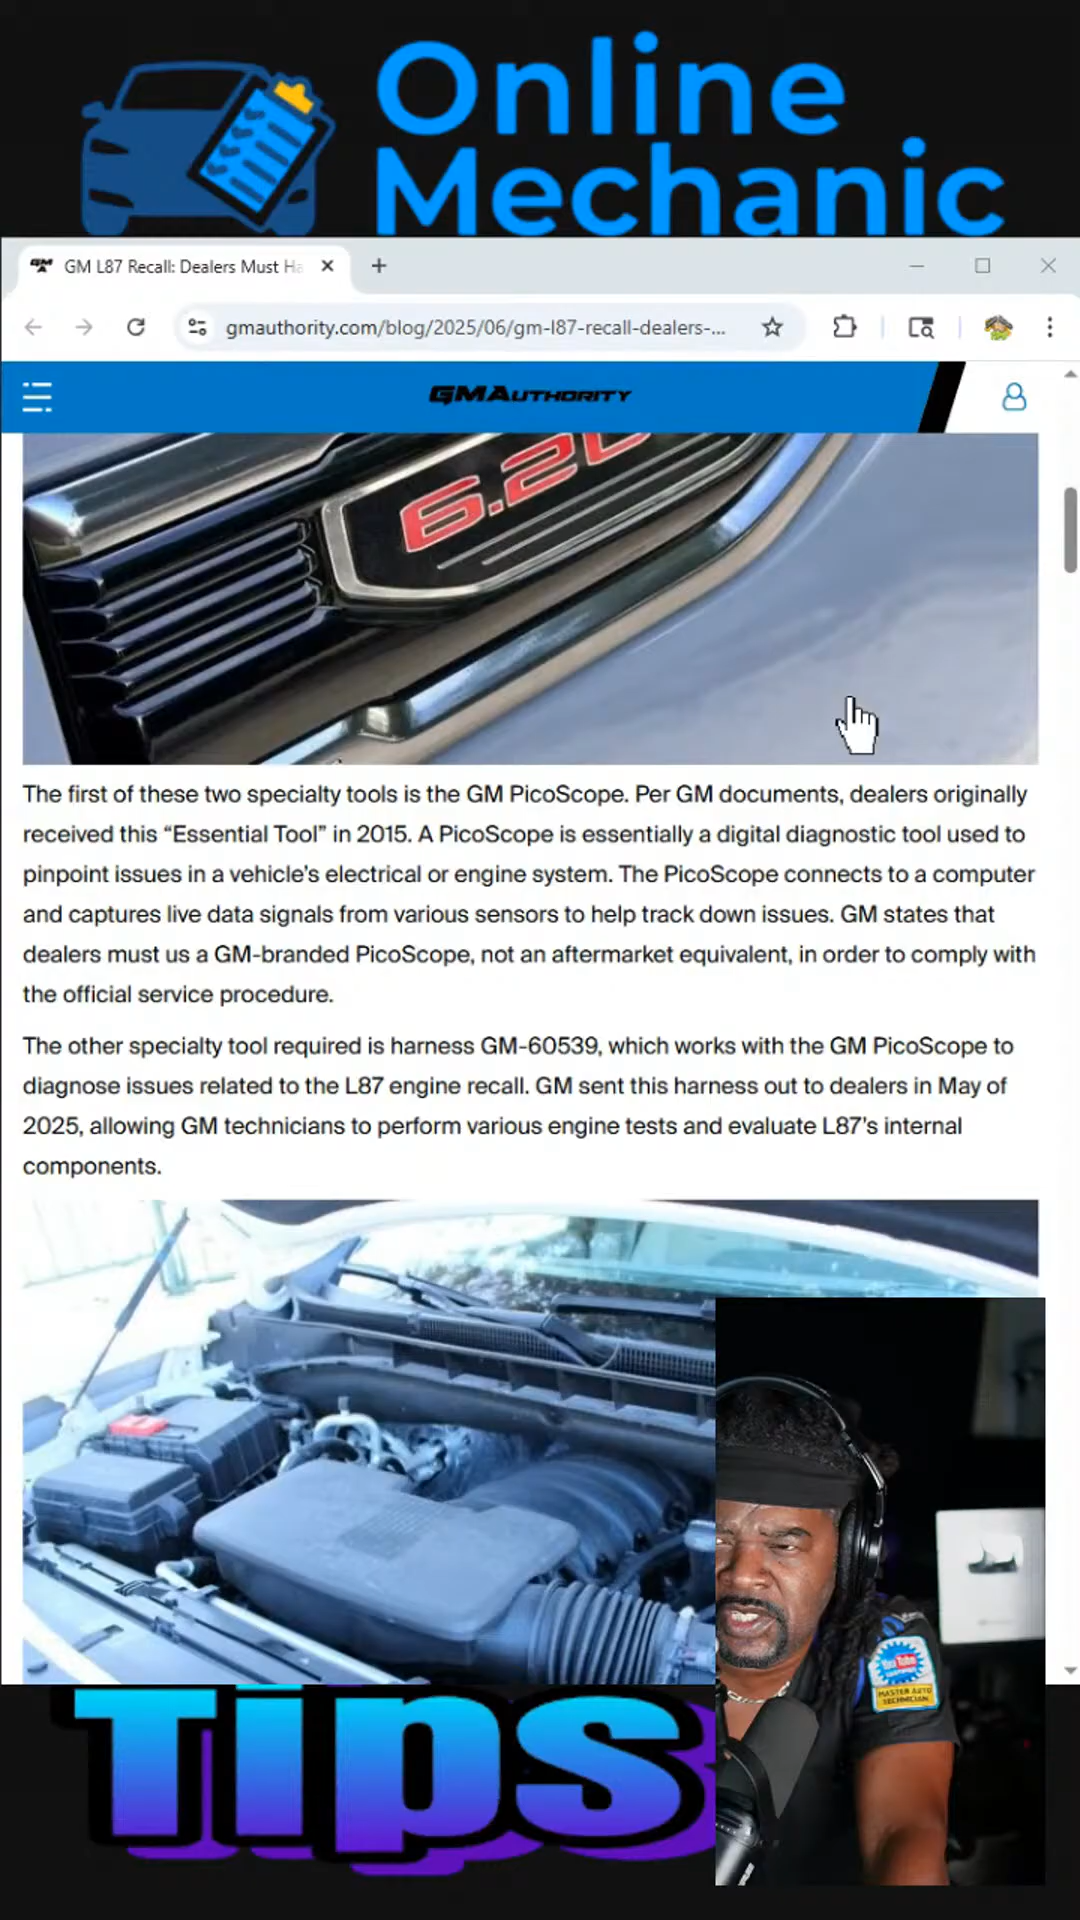 Online
Mechanic
GM L87 Recall: Dealers Must Ha
gmauthority.com/blog/2025/06/gm-l87-recall-dealers-...
GMAUTHORITY
6.2L
The first of these two specialty tools is the GM PicoScope. Per GM documents, dealers originally
received this “Essential Tool” in 2015. A PicoScope is essentially a digital diagnostic tool used to
pinpoint issues in a vehicle’s electrical or engine system. The PicoScope connects to a computer
and captures live data signals from various sensors to help track down issues. GM states that
dealers must us a GM-branded PicoScope, not an aftermarket equivalent, in order to comply with
the official service procedure.
The other specialty tool required is harness GM-60539, which works with the GM PicoScope to
diagnose issues related to the L87 engine recall. GM sent this harness out to dealers in May of
2025, allowing GM technicians to perform various engine tests and evaluate L87’s internal
components.
YouTube
MASTER AUTO
TECHNICIAN
Tips